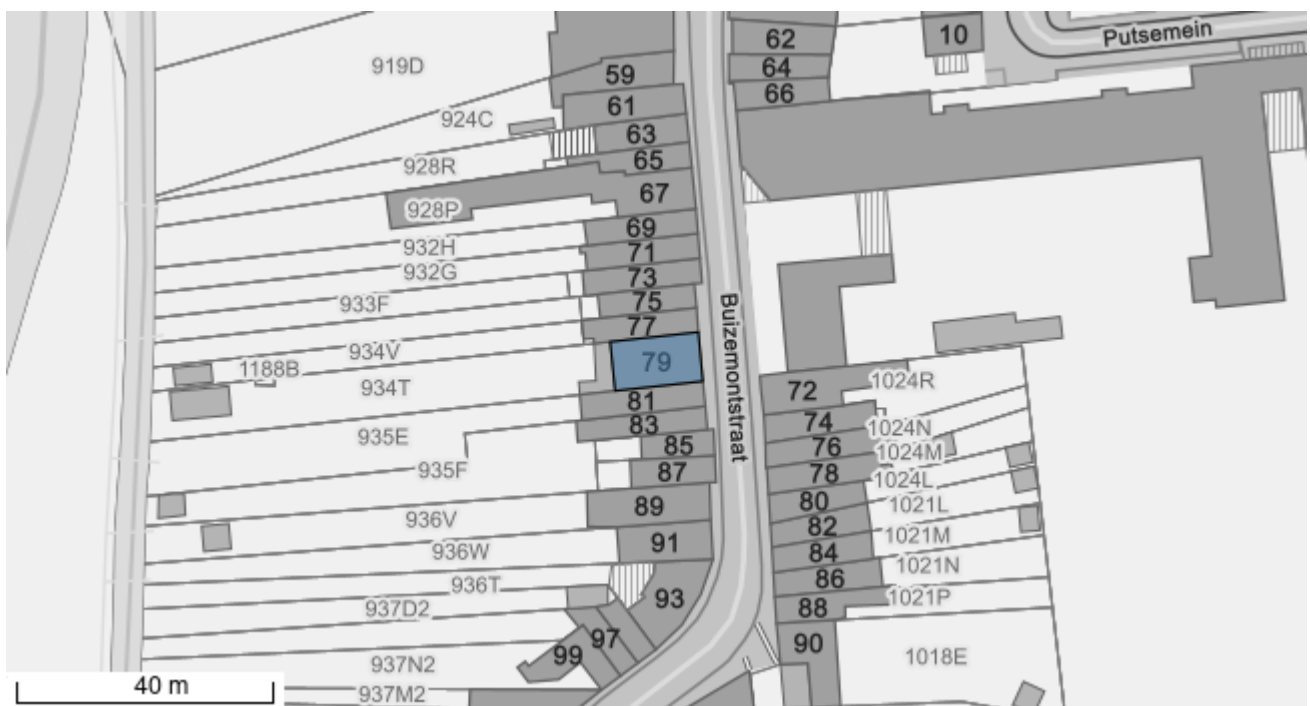 62
10
Putsemein
64
59
919D
66
61
924C
63
65
928R
67
928P
69
932H
71
932G
73
933F
75
77
Buizemontstraat
934V
79
1188B
934T
72
1024R
81
83
74
1024N
935E
85
76
1024M
935F
87
78
1024L
89
80
1021L
936V
82
1021M
91
936W
84
1021N
86
936T
93
88
1021P
937D2
97
90
99
1018E
937N2
40 m
937M2